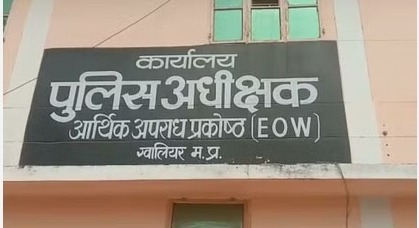 कार्यालय
पुलिस अधीक्षक
आर्थिक अपराध प्रकोष्ठ (EOW)
ग्वालियर म.प्र.